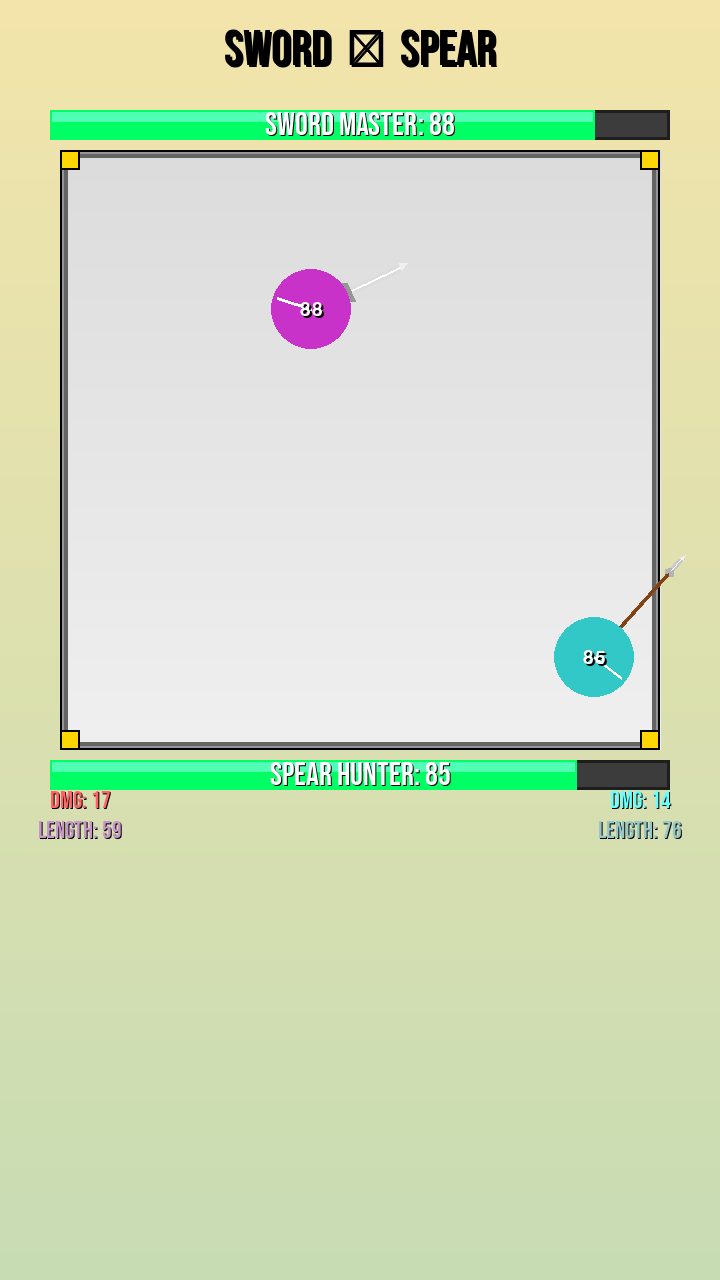 SWORD SPEAR
SWORD MASTER: 88
88
85
SPEAR HUNTER: 85
DMG: 17
DMG: 14
LENGTH: 59
LENGTH: 76